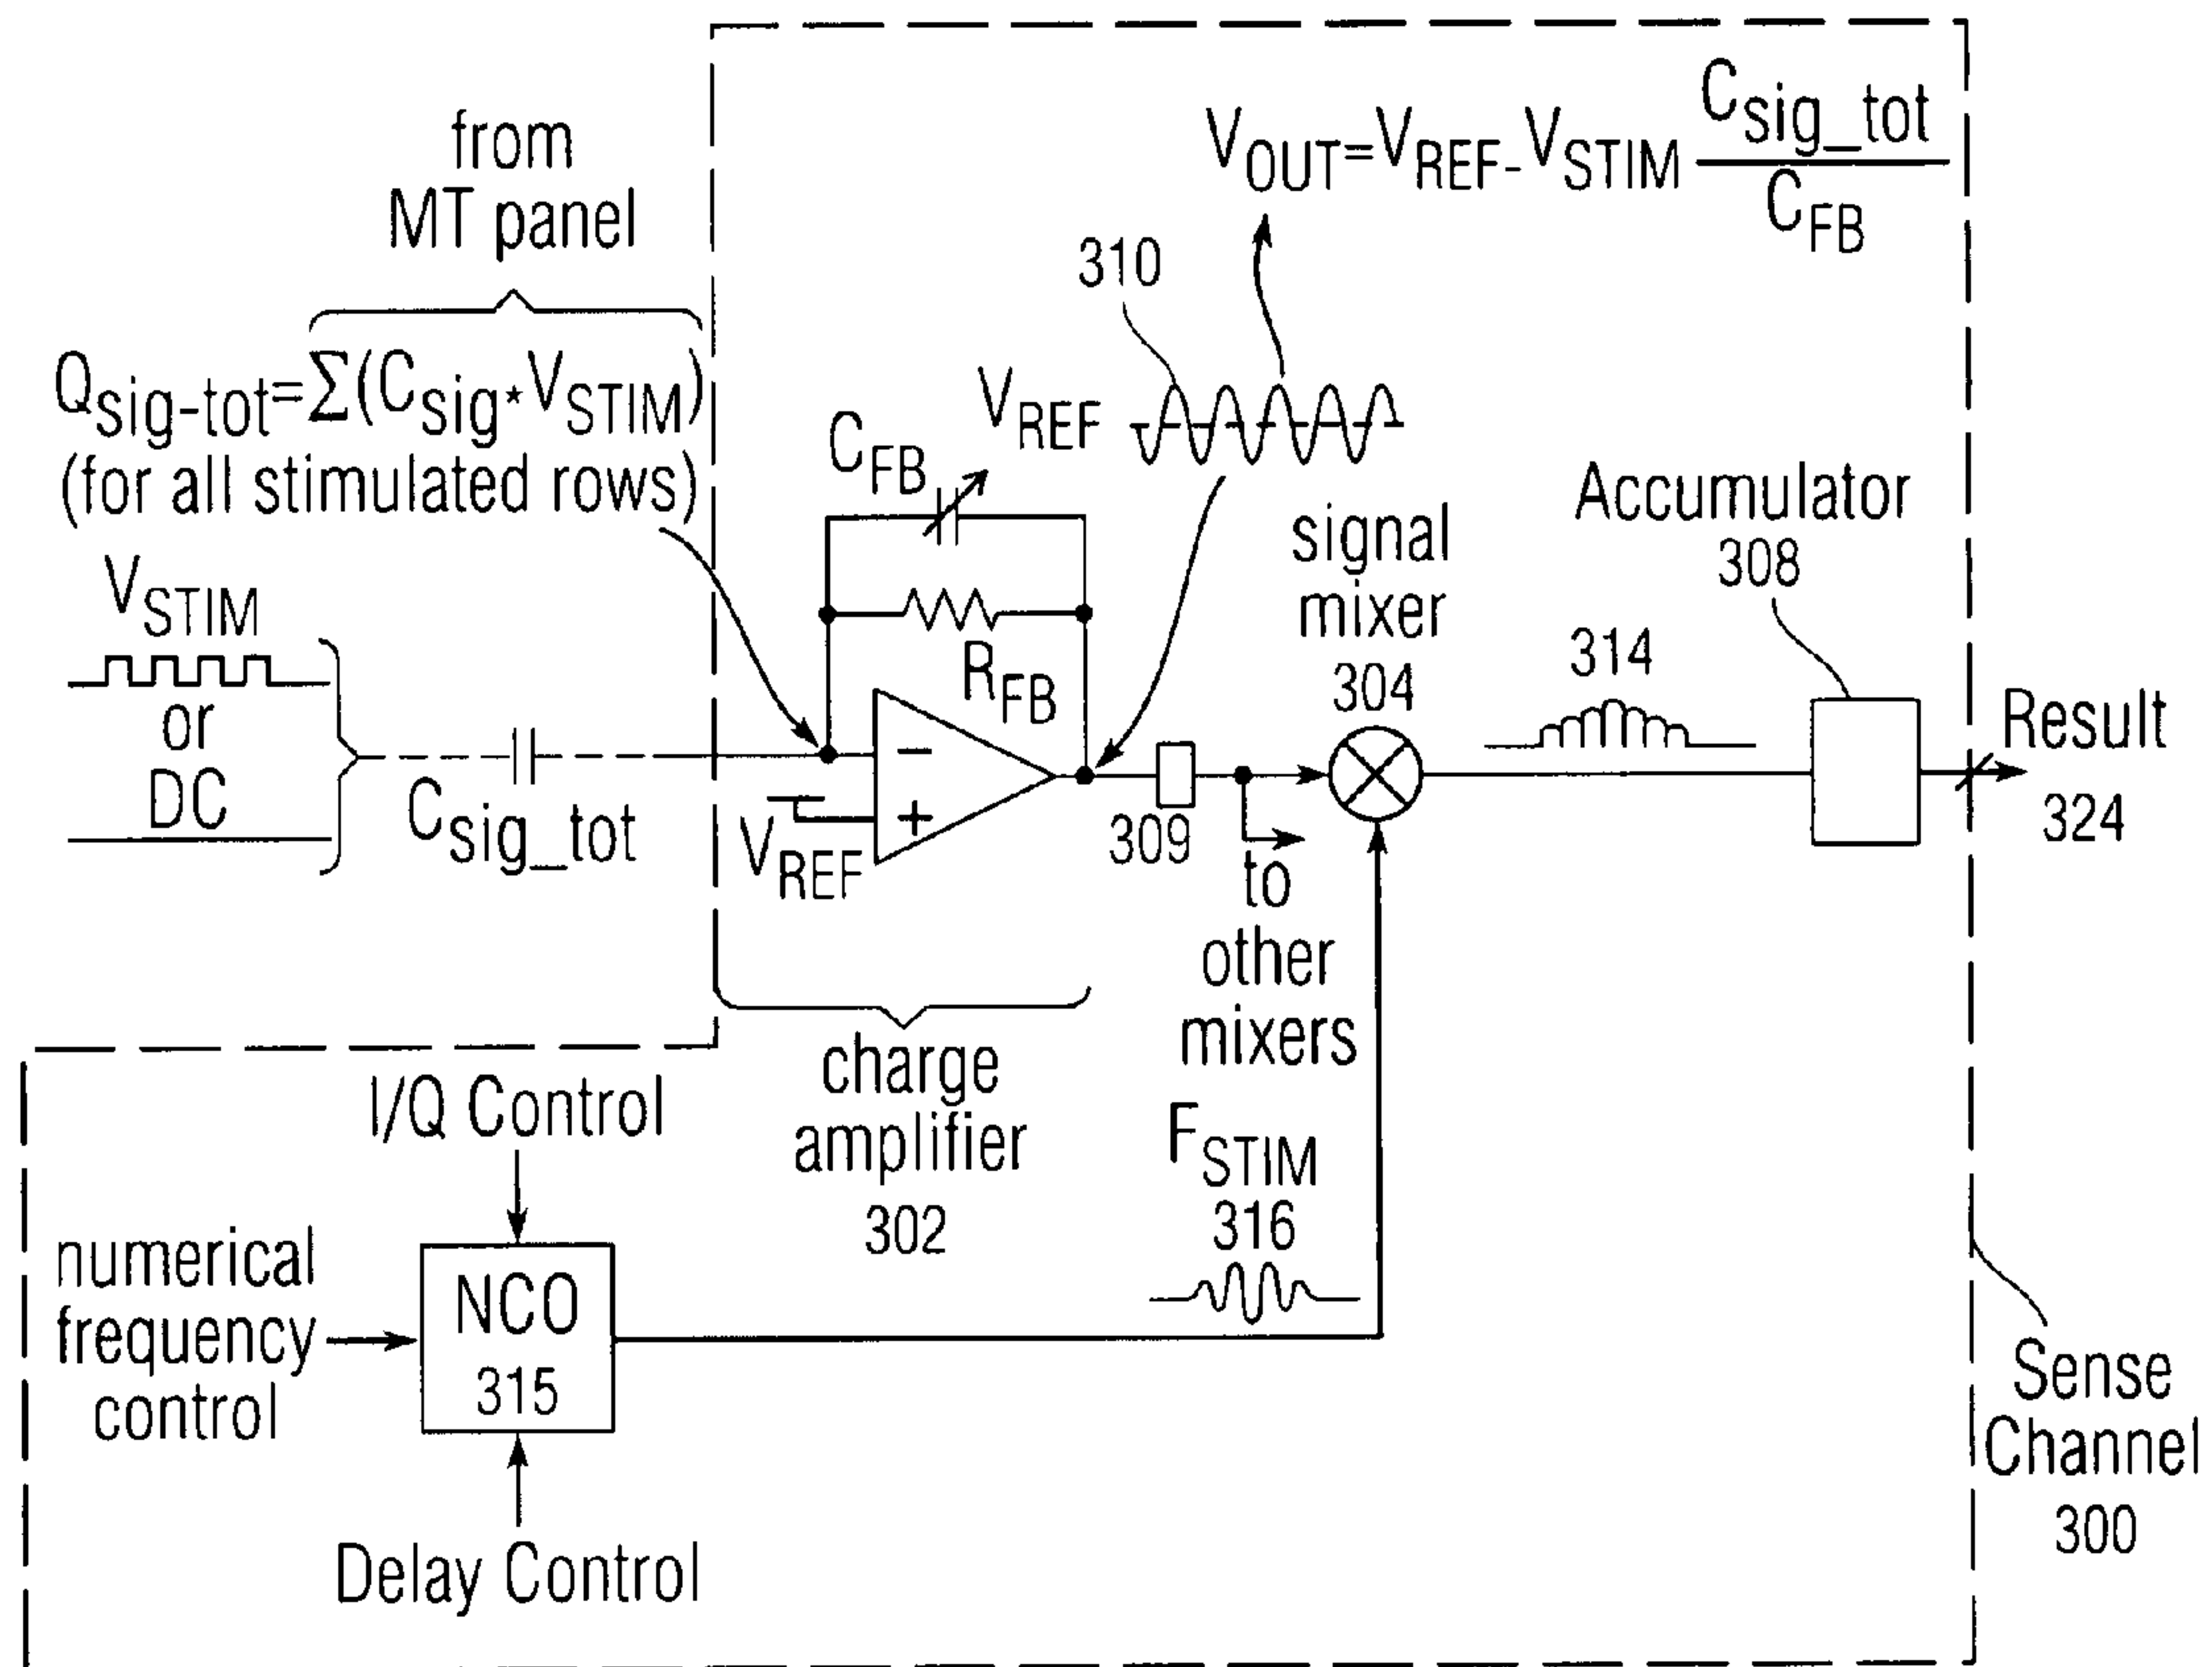 from
MT panel
Qsig-tot=Σ(Csig*VSTIM)
(for all stimulated rows)
VSTIM
or
DC
Csig_tot
VOUT=VREF-VSTIM Csig_tot
CFB
310
VREF
CFB
RFB
-
+
VREF
309
to
other
mixers
signal
mixer
304
314
Accumulator
308
Result
324
charge
amplifier
302
FSTIM
316
I/Q Control
numerical
frequency
control
NCO
315
Delay Control
Sense
Channel
300